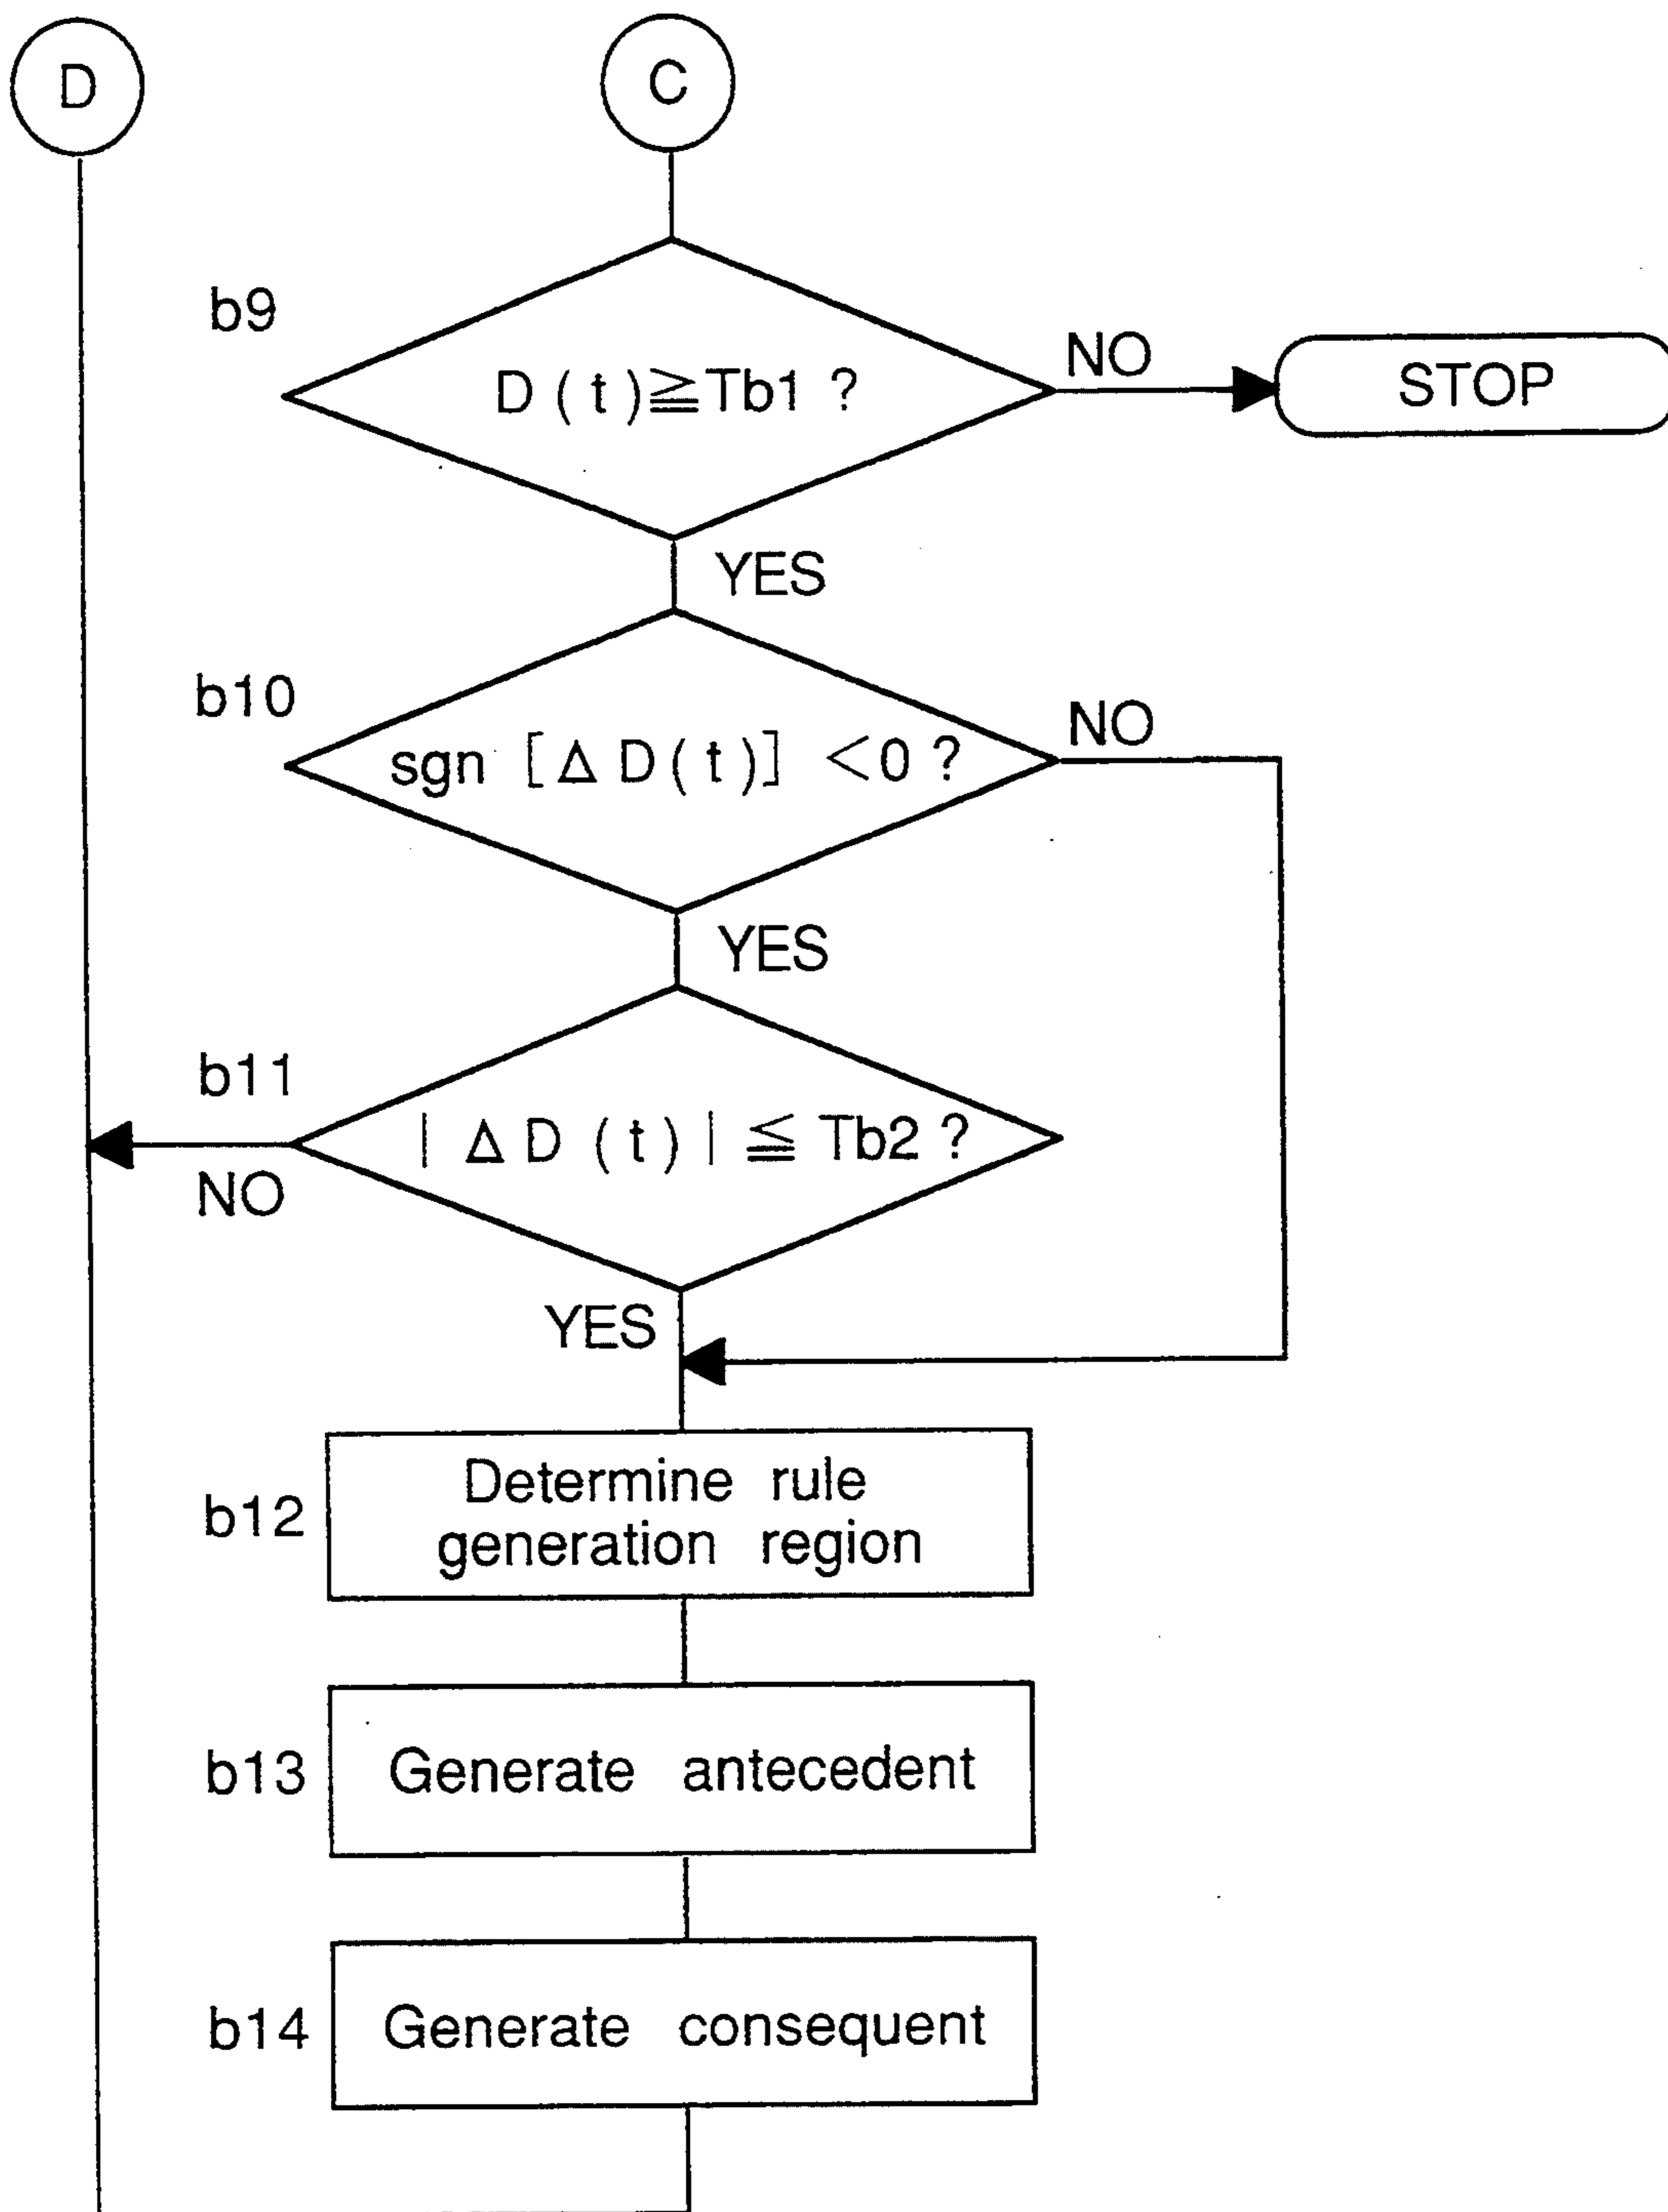 D
C
b9
D(t)≧Tb1 ?
NO
STOP
YES
b10
sgn [Δ D(t)] <0 ?
NO
YES
b11
| Δ D (t) | ≦ Tb2 ?
NO
YES
b12
Determine rule
generation region
b13
Generate antecedent
b14
Generate consequent